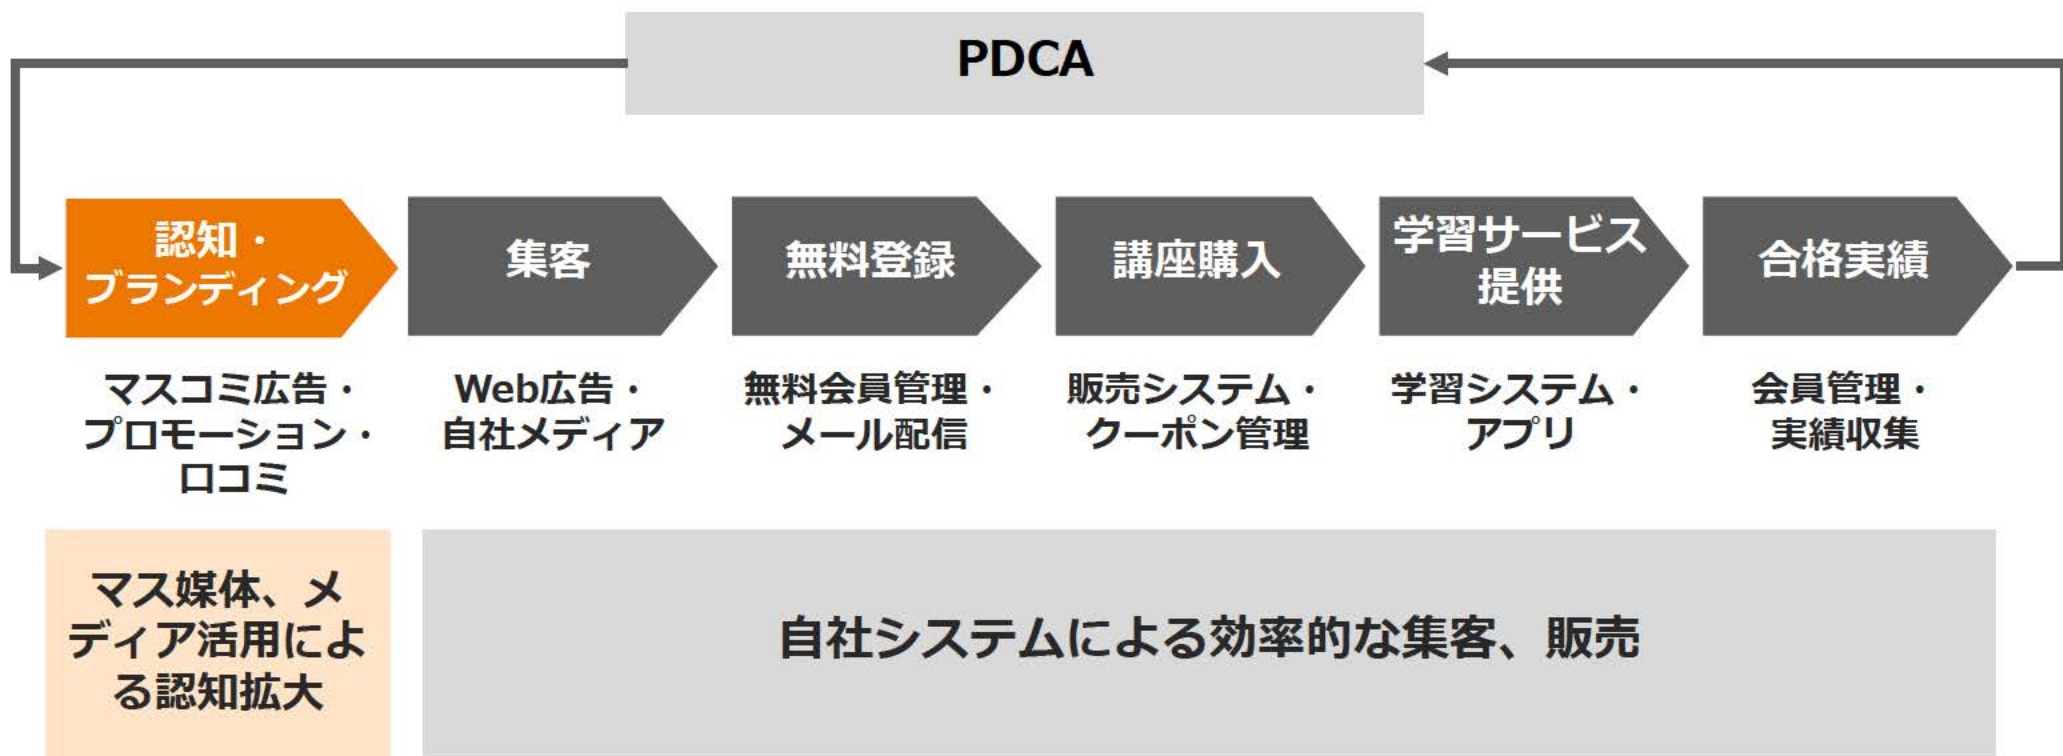 PDCA
認知・
ブランディング
集客
無料登録
講座購入
学習サービス
提供
合格実績
マスコミ広告・
プロモーション・
口コミ
Web広告・
自社メディア
無料会員管理・
メール配信
販売システム・
クーポン管理
学習システム・
アプリ
会員管理・
実績収集
マス媒体、メ
ディア活用によ
る認知拡大
自社システムによる効率的な集客、販売